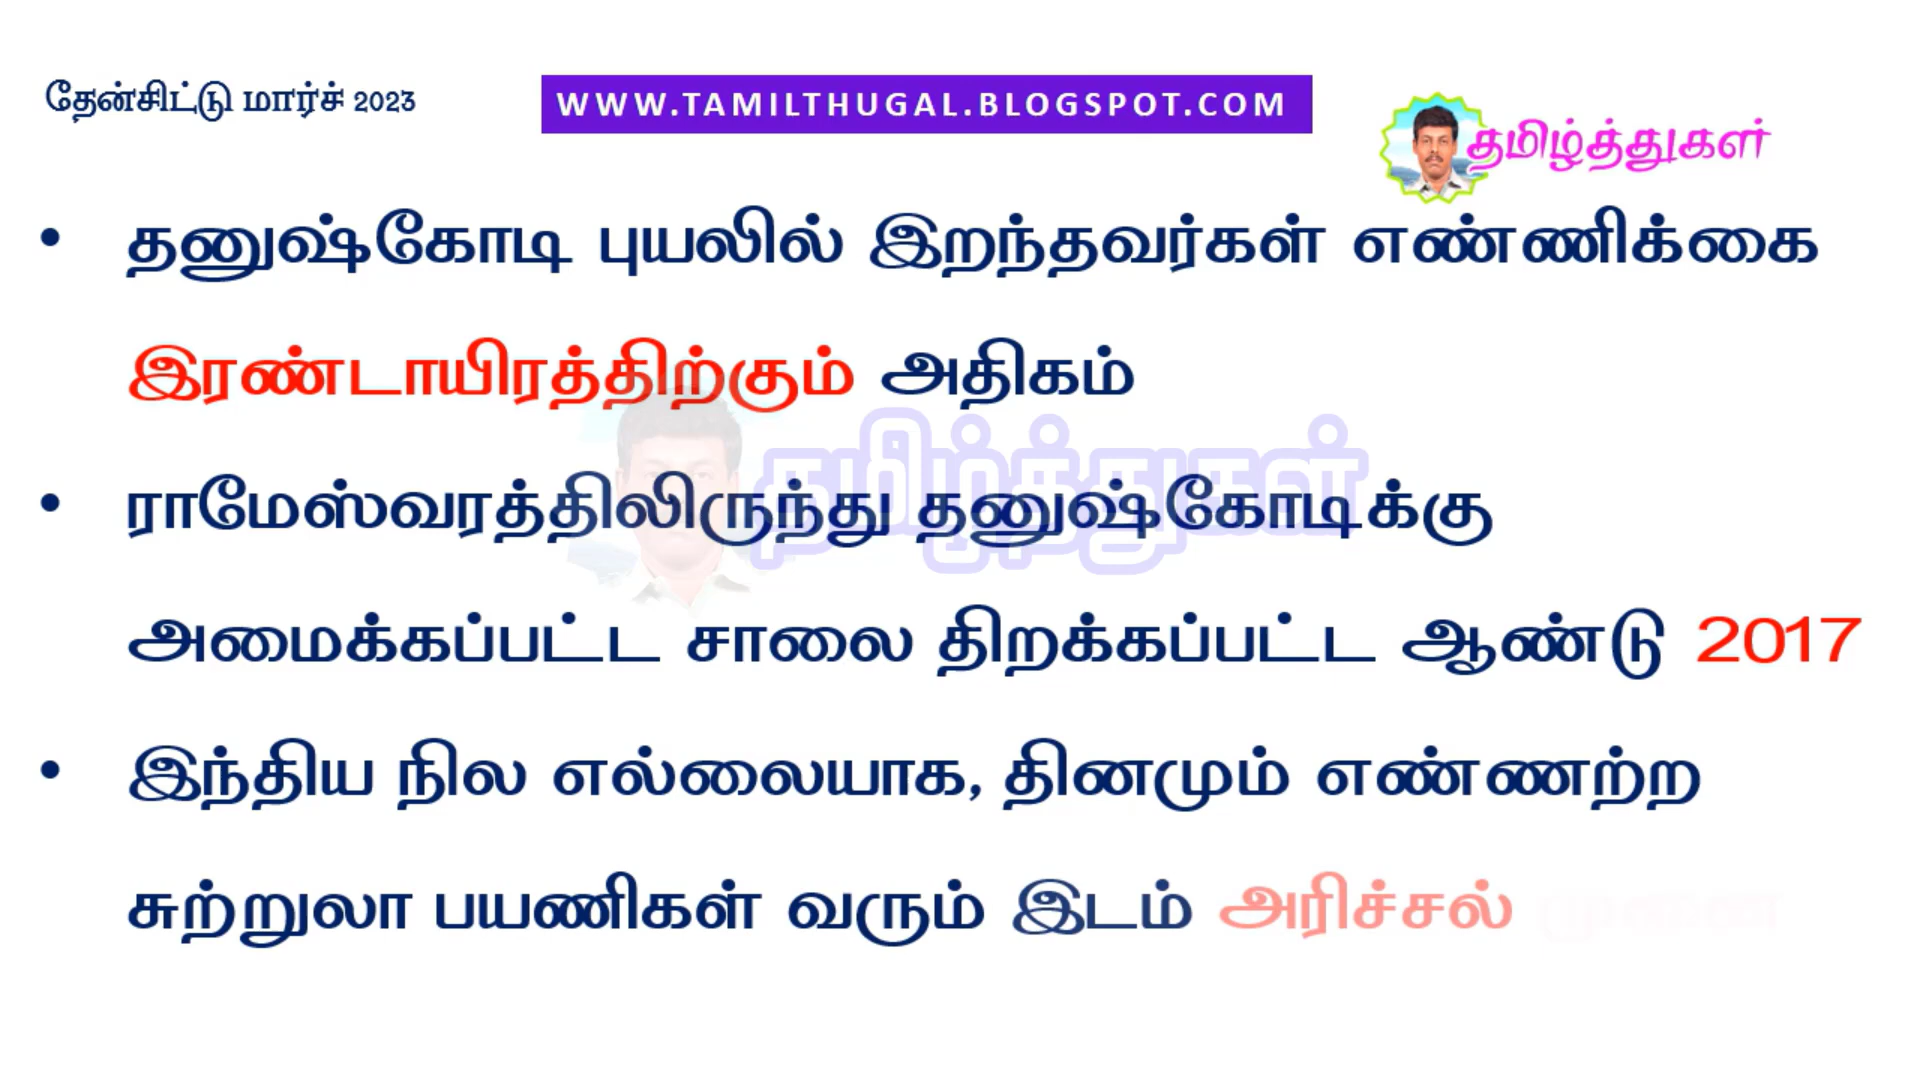 தேன்சிட்டு மார்ச் 2023
WWW.TAMILTHUGAL.BLOGSPOT.COM
தமிழ்த்துகள்
• தனுஷ்கோடி புயலில் இறந்தவர்கள் எண்ணிக்கை
இரண்டாயிரத்திற்கும் அதிகம்
தமிழ்த்துகள்
• ராமேஸ்வரத்திலிருந்து தனுஷ்கோடிக்கு
அமைக்கப்பட்ட சாலை திறக்கப்பட்ட ஆண்டு 2017
• இந்திய நில எல்லையாக, தினமும் எண்ணற்ற
சுற்றுலா பயணிகள் வரும் இடம் அரிச்சல் முனை